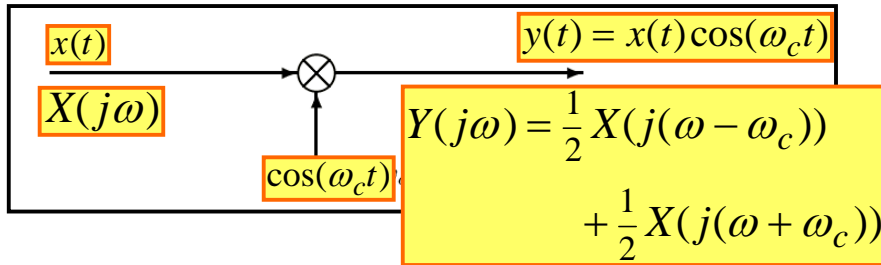 x(t)
y(t) = x(t)cos(ω_c t)
X(jω)
Y(jω) = 1/2 X(j(ω − ω_c))
cos(ω_c t)
+ 1/2 X(j(ω + ω_c))